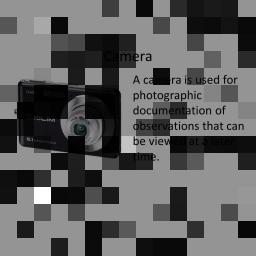 Camera
A camera is used for
photographic
documentation of
observations that can
be viewed at a later
time.